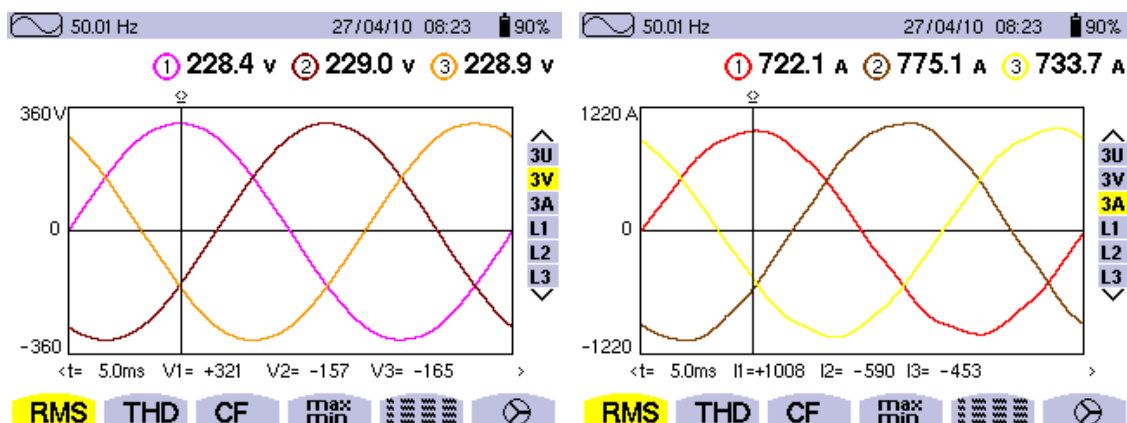 50.01 Hz 27/04/10 08:23 90%
1 228.4 V 2 229.0 V 3 228.9 V
360 V
3U
3V
3A
0
L1
L2
L3
-360
<t= 5.0ms V1= +321 V2= -157 V3= -165 >
RMS THD CF max min
50.01 Hz 27/04/10 08:23 90%
1 722.1 A 2 775.1 A 3 733.7 A
1220 A
3U
3V
3A
0
L1
L2
L3
-1220
<t= 5.0ms I1=+1008 I2= -590 I3= -453 >
RMS THD CF max min